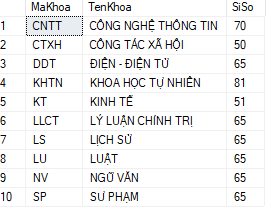 MaKhoa TenKhoa SiSo
1 CNTT CÔNG NGHỆ THÔNG TIN 70
2 CTXH CÔNG TÁC XÃ HỘI 50
3 DDT ĐIỆN - ĐIỆN TỬ 65
4 KHTN KHOA HỌC TỰ NHIÊN 81
5 KT KINH TẾ 51
6 LLCT LÝ LUẬN CHÍNH TRỊ 65
7 LS LỊCH SỬ 65
8 LU LUẬT 65
9 NV NGỮ VĂN 65
10 SP SƯ PHẠM 65